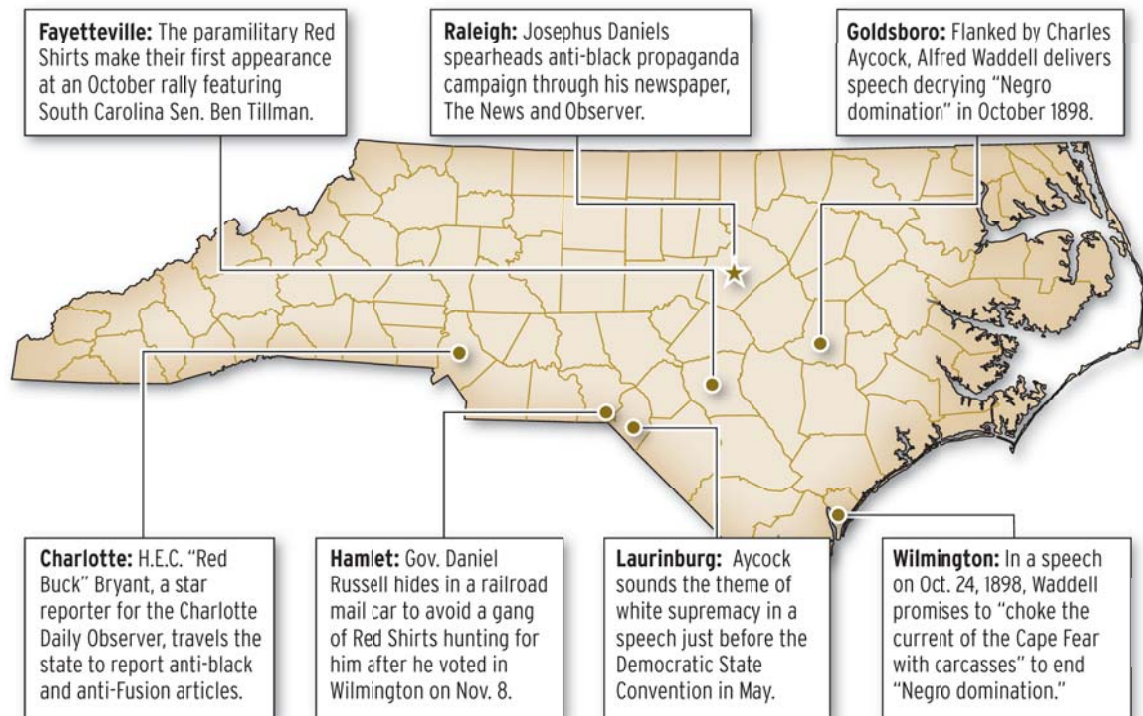 Fayetteville: The paramilitary Red
Shirts make their first appearance
at an October rally featuring
South Carolina Sen. Ben Tillman.
Raleigh: Josephus Daniels
spearheads anti-black propaganda
campaign through his newspaper,
The News and Observer.
Goldsboro: Flanked by Charles
Aycock, Alfred Waddell delivers
speech decrying “Negro
domination” in October 1898.
Charlotte: H.E.C. “Red
Buck” Bryant, a star
reporter for the Charlotte
Daily Observer, travels the
state to report anti-black
and anti-Fusion articles.
Hamlet: Gov. Daniel
Russell hides in a railroad
mail car to avoid a gang
of Red Shirts hunting for
him after he voted in
Wilmington on Nov. 8.
Laurinburg: Aycock
sounds the theme of
white supremacy in a
speech just before the
Democratic State
Convention in May.
Wilmington: In a speech
on Oct. 24, 1898, Waddell
promises to “choke the
current of the Cape Fear
with carcasses” to end
“Negro domination.”